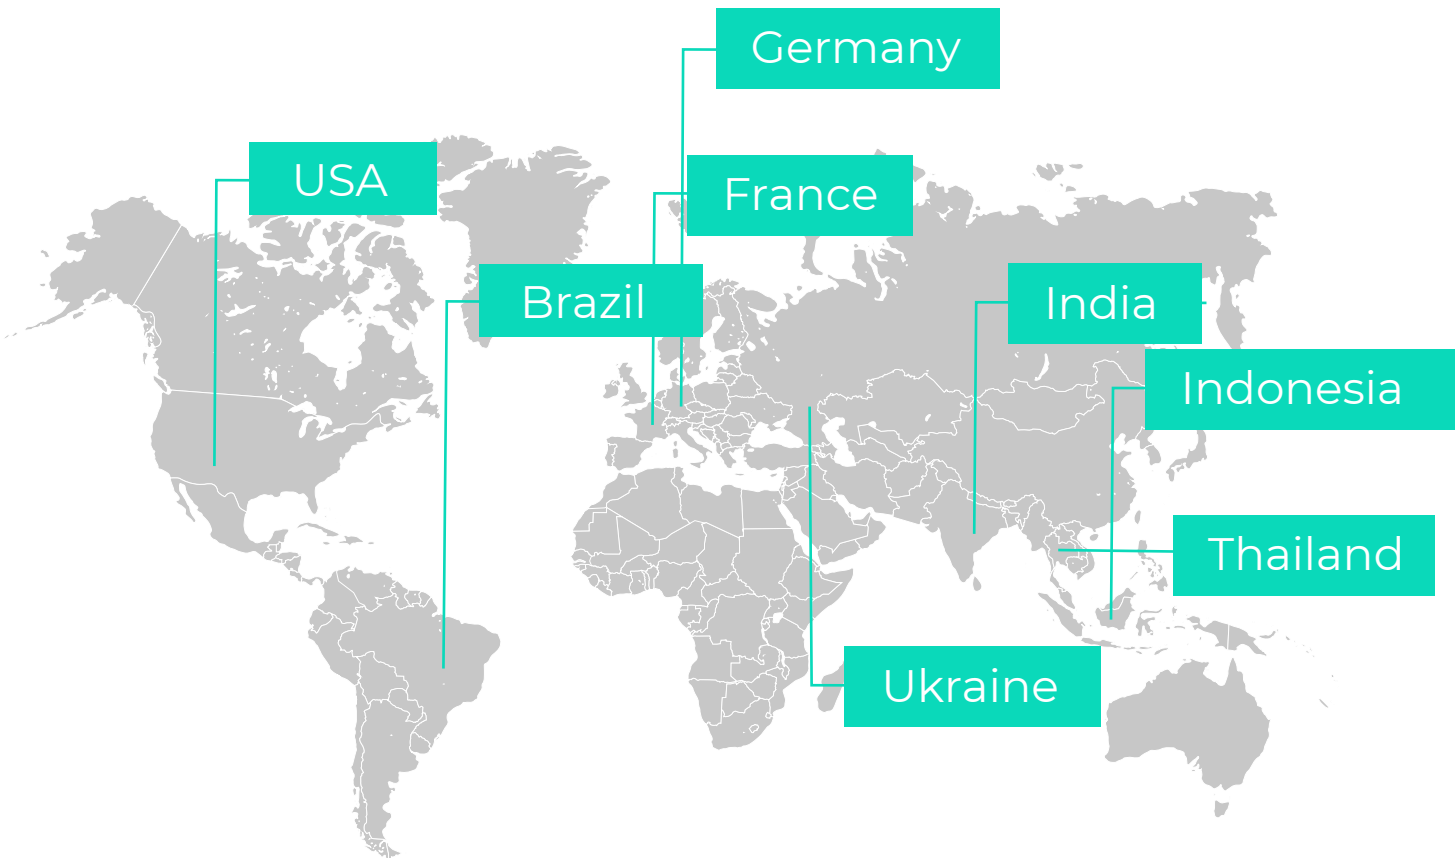 Germany
USA
France
Brazil
India
Indonesia
Thailand
Ukraine